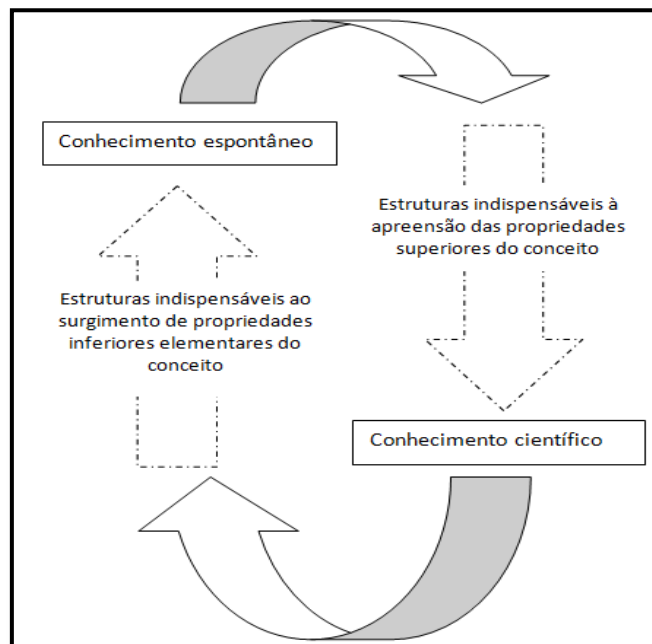 Conhecimento espontâneo
Estruturas indispensáveis à
apreensão das propriedades
superiores do conceito
Estruturas indispensáveis ao
surgimento de propriedades
inferiores elementares do
conceito
Conhecimento científico